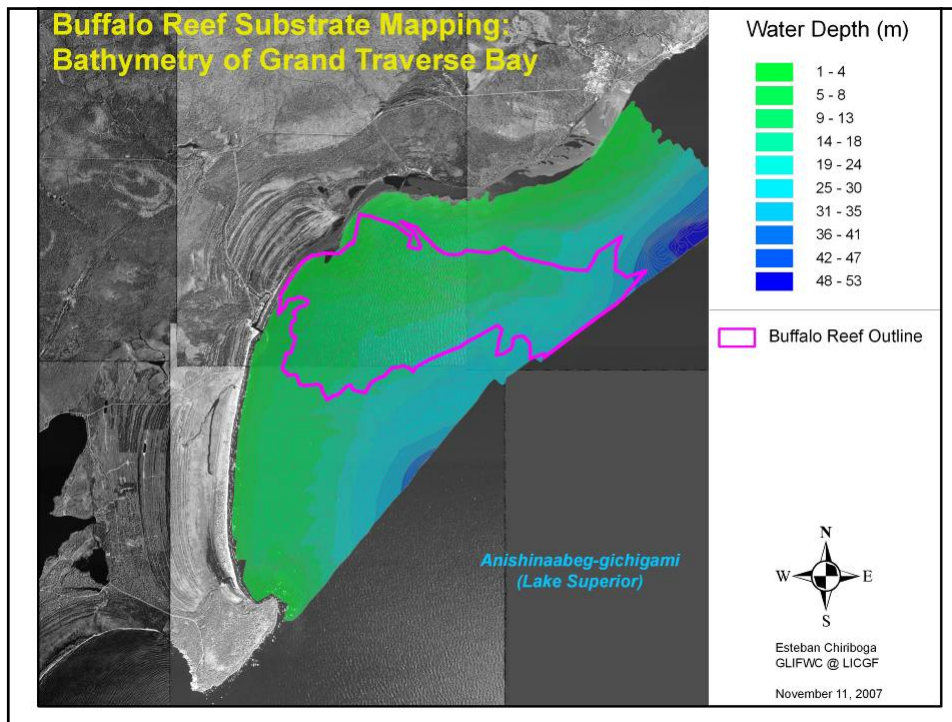 Buffalo Reef Substrate Mapping:
Bathymetry of Grand Traverse Bay
Water Depth (m)
1 - 4
5 - 8
9 - 13
14 - 18
19 - 24
25 - 30
31 - 35
36 - 41
42 - 47
48 - 53
Buffalo Reef Outline
Anishinaabeg-gichigami
(Lake Superior)
N
W
E
S
Esteban Chiriboga
GLIFWC @ LICGF
November 11, 2007